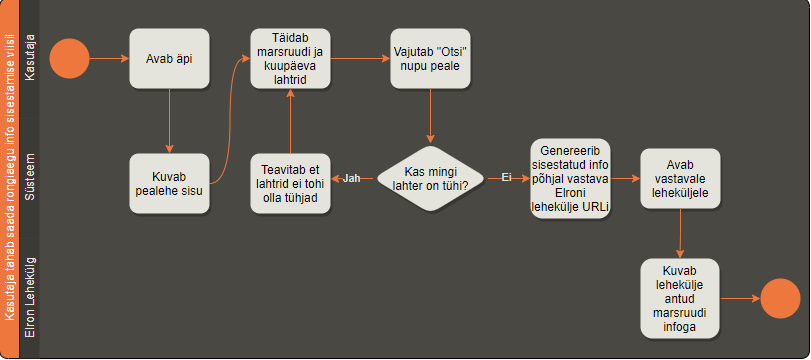 Kasutaja tahab saada rongiaegu info sisestamise viisil
Kasutaja
Avab äpi
Täidab
marsruudi ja
kuupäeva
lahtrid
Vajutab "Otsi"
nupu peale
Süsteem
Kuvab
pealehe sisu
Teavitab et
lahtrid ei tohi
olla tühjad
Jah
Kas mingi
lahter on tühi?
Ei
Genereerib
sisestatud info
põhjal vastava
Elroni
lehekülje URLi
Avab
vastavale
leheküljele
Elron Lehekülg
Kuvab
lehekülje
antud
marsruudi
infoga